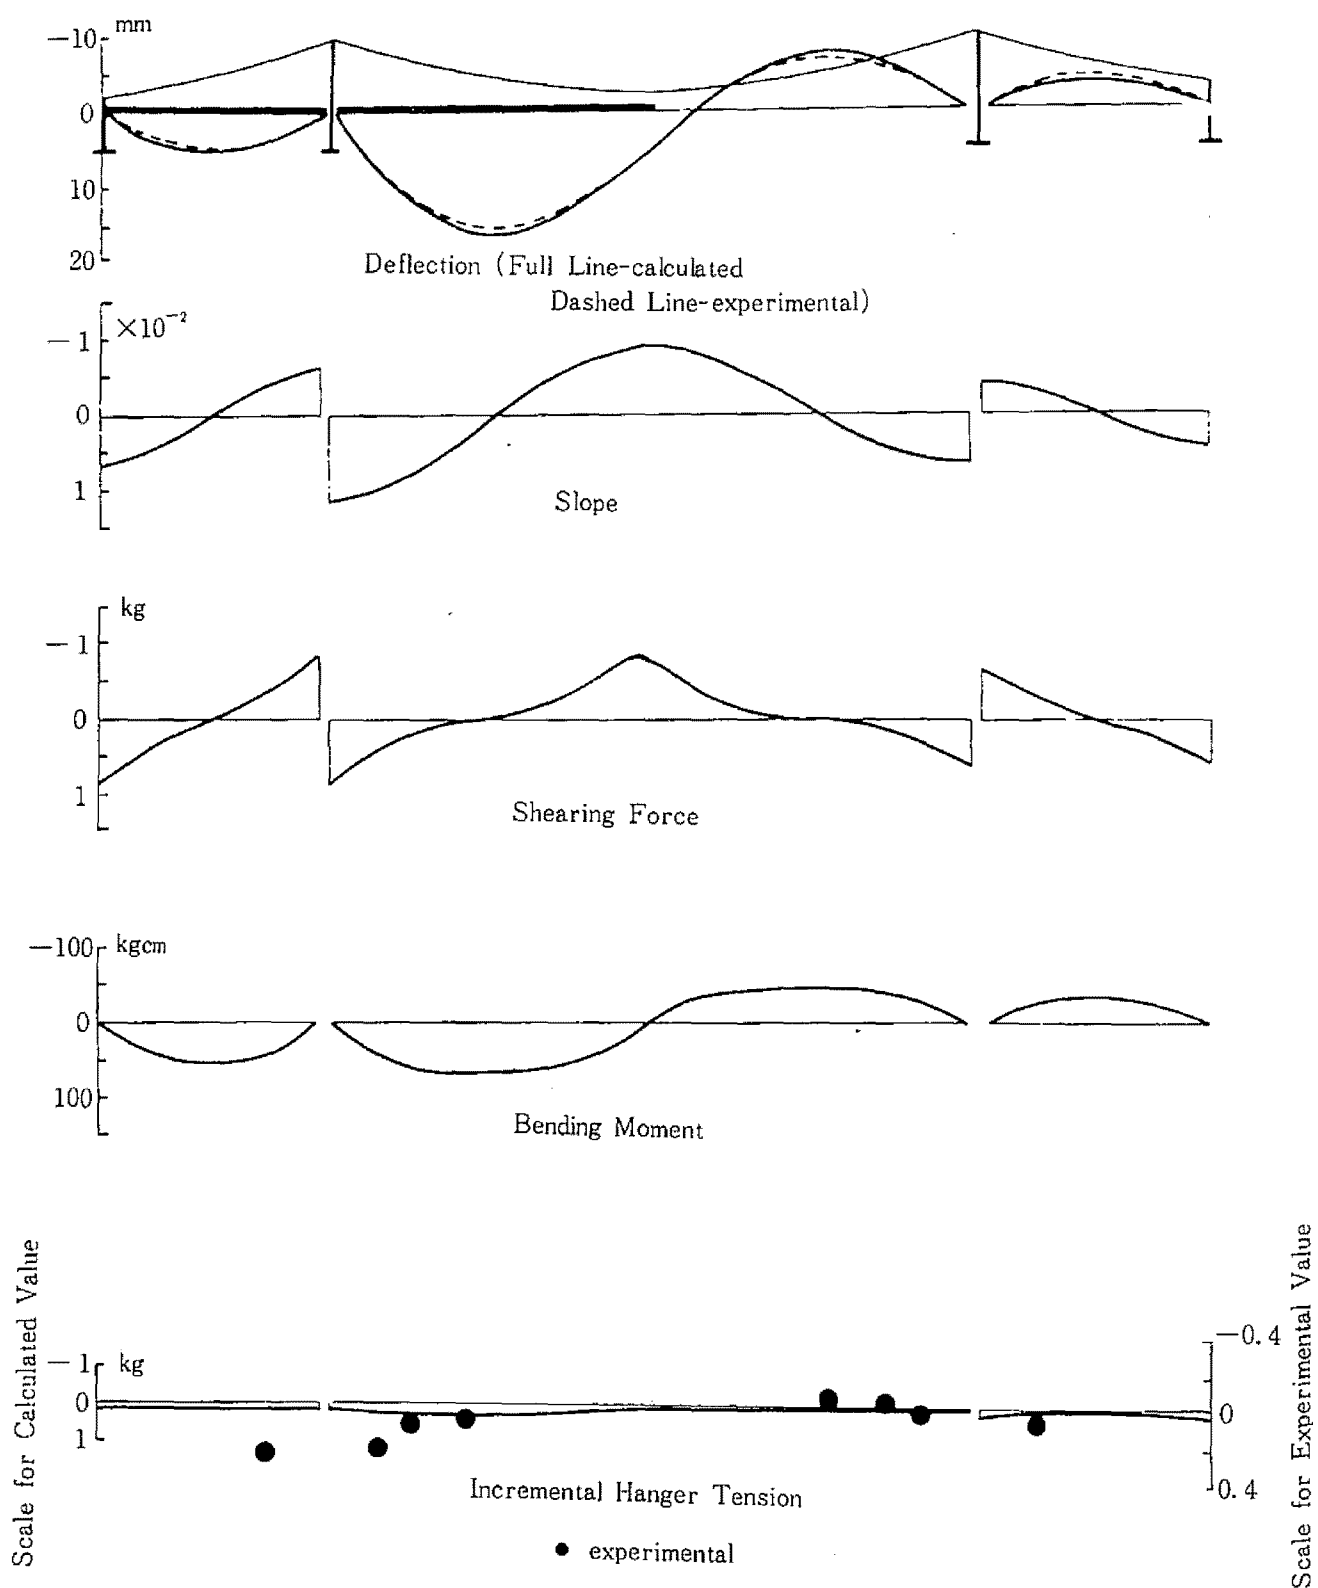 mm
−10
0
10
20
Deflection (Full Line-calculated
Dashed Line-experimental)
×10⁻²
−1
0
1
Slope
kg
−1
0
1
Shearing Force
−100 kgcm
0
100
Bending Moment
Scale for Calculated Value
−1 kg
0
1
−0.4
0
0.4
Scale for Experimental Value
Incremental Hanger Tension
● experimental